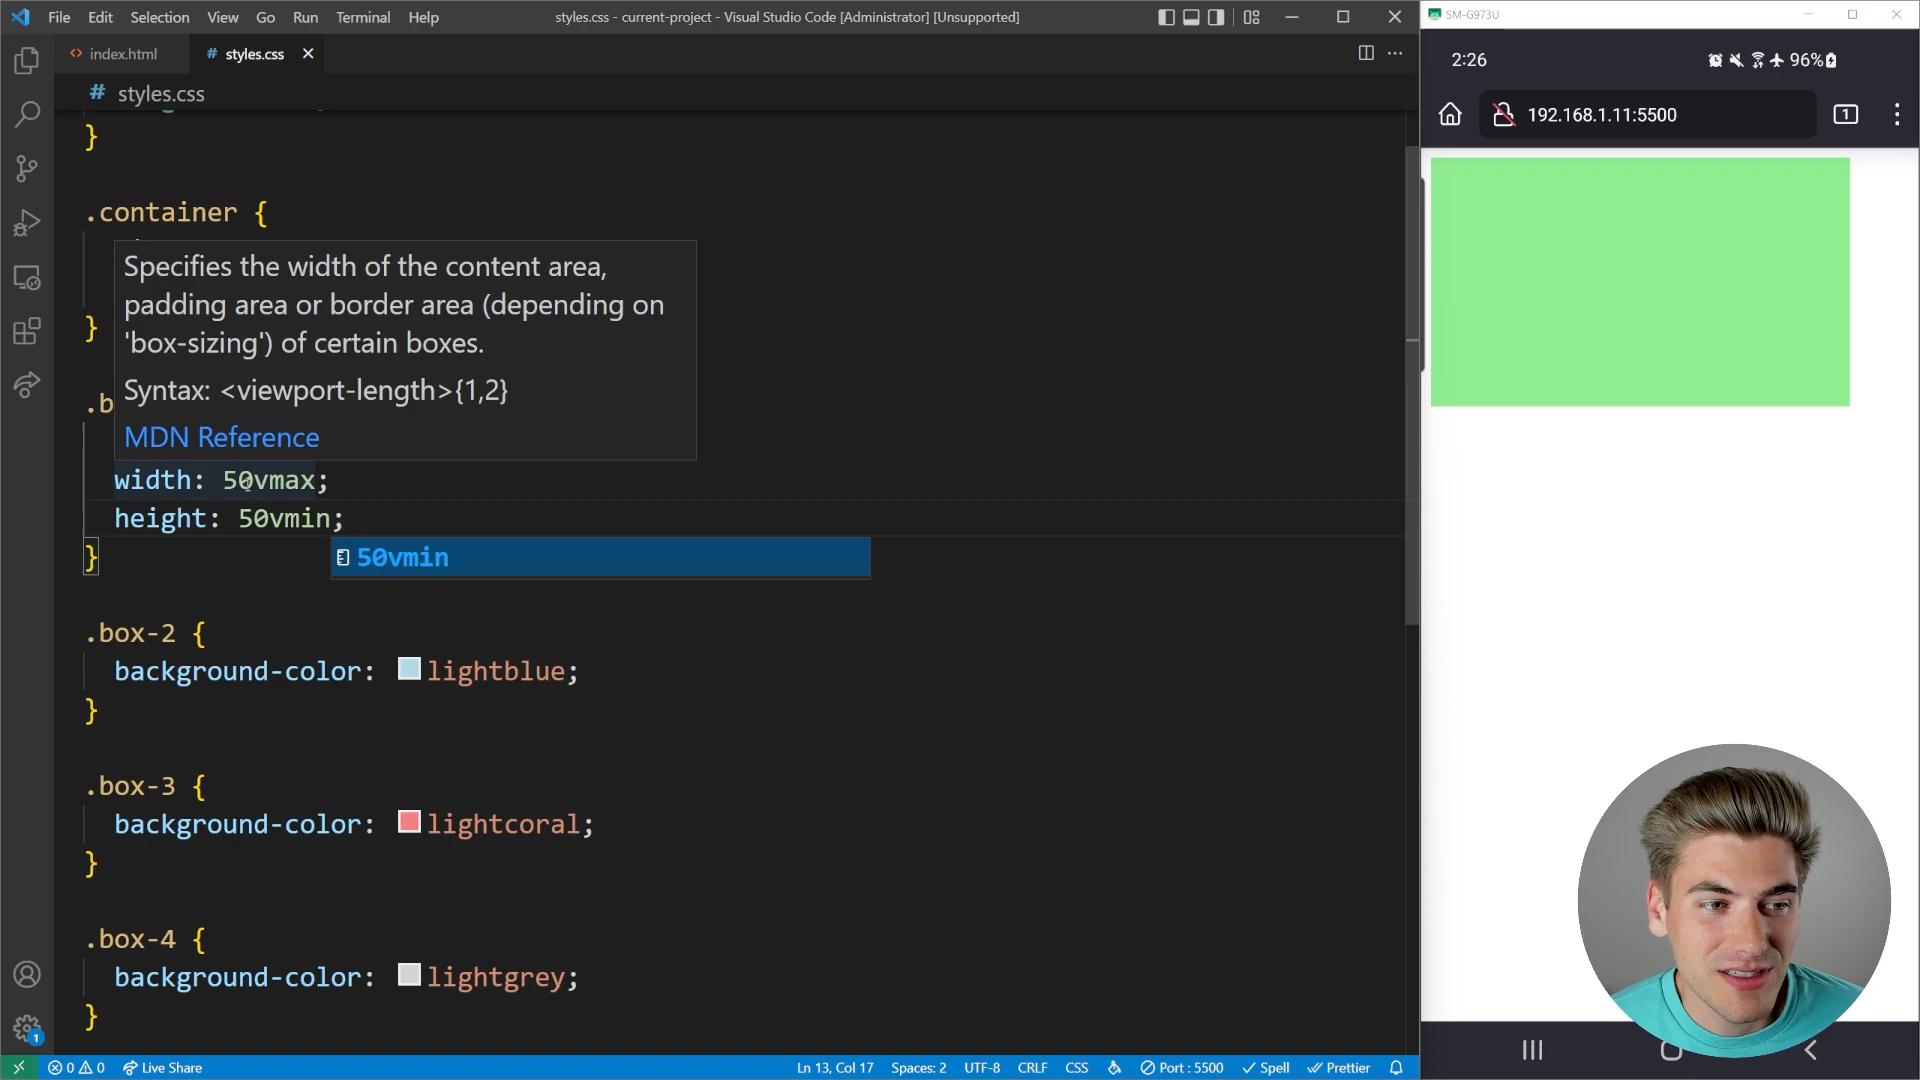 File Edit Selection View Go Run Terminal Help
styles.css - current-project - Visual Studio Code [Administrator] [Unsupported]
index.html
# styles.css
# styles.css
}
.container {
Specifies the width of the content area,
padding area or border area (depending on
'box-sizing') of certain boxes.
Syntax: <viewport-length>{1,2}
MDN Reference
}
.b
width: 50vmax;
height: 50vmin;
}
50vmin
.box-2 {
background-color: lightblue;
}
.box-3 {
background-color: lightcoral;
}
.box-4 {
background-color: lightgrey;
}
1
0 0 Live Share
Ln 13, Col 17 Spaces: 2 UTF-8 CRLF CSS Port : 5500 Spell Prettier
SM-G973U
2:26
96%
192.168.1.11:5500
1